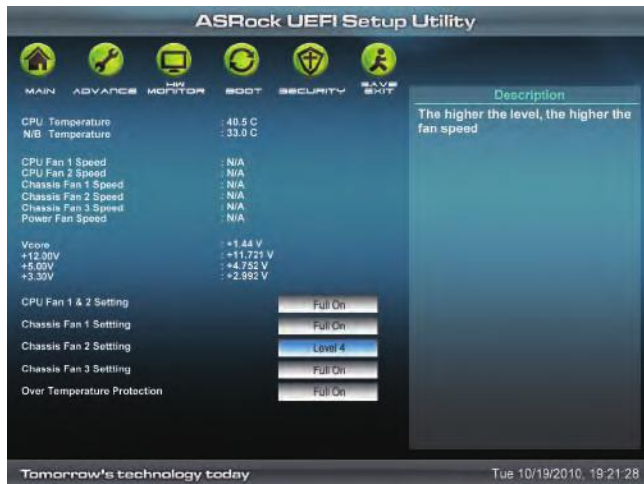 ASRock UEFI Setup Utility
MAIN ADVANCE HW MONITOR BOOT SECURITY SAVE EXIT
CPU Temperature : 40.5 C
N/B Temperature : 33.0 C
CPU Fan 1 Speed : N/A
CPU Fan 2 Speed : N/A
Chassis Fan 1 Speed : N/A
Chassis Fan 2 Speed : N/A
Chassis Fan 3 Speed : N/A
Power Fan Speed : N/A
Vcore : +1.44 V
+12.00V : +11.721 V
+5.00V : +4.752 V
+3.30V : +2.992 V
CPU Fan 1 & 2 Setting Full On
Chassis Fan 1 Settting Full On
Chassis Fan 2 Settting Level 4
Chassis Fan 3 Settting Full On
Over Temperature Protection Full On
Description
The higher the level, the higher the
fan speed
Tomorrow's technology today Tue 10/19/2010, 19:21:28